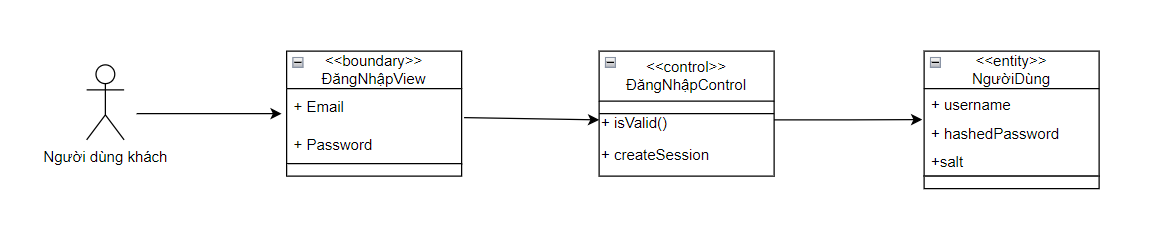 Người dùng khách
<<boundary>>
ĐăngNhậpView
+ Email
+ Password
<<control>>
ĐăngNhậpControl
+ isValid()
+ createSession
<<entity>>
NgườiDùng
+ username
+ hashedPassword
+salt